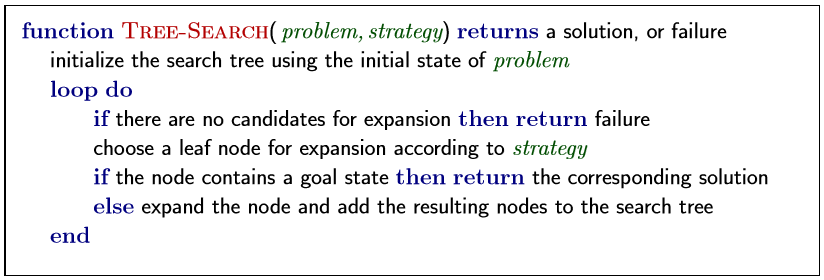 function TREE-SEARCH( problem, strategy) returns a solution, or failure
initialize the search tree using the initial state of problem
loop do
if there are no candidates for expansion then return failure
choose a leaf node for expansion according to strategy
if the node contains a goal state then return the corresponding solution
else expand the node and add the resulting nodes to the search tree
end